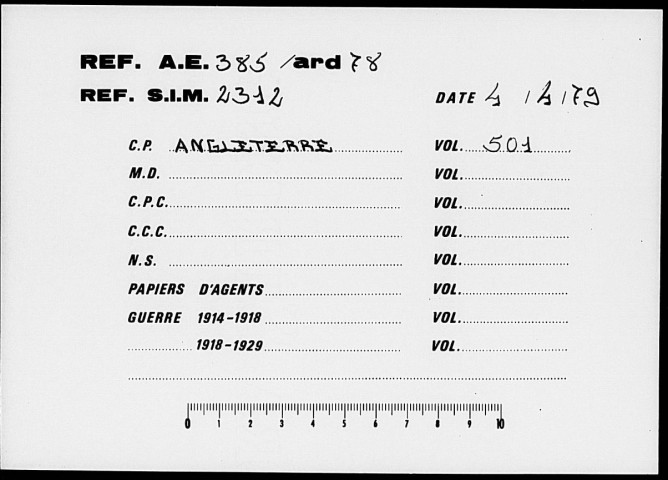 REF. A.E. 385 /ard 78
REF. S.I.M. 2312 DATE 4 / 4 / 79
C.P. ANGLETERRE VOL. 501
M.D. VOL.
C.P.C. VOL.
C.C.C. VOL.
N.S. VOL.
PAPIERS D'AGENTS VOL.
GUERRE 1914-1918 VOL.
1918-1929 VOL.
0 1 2 3 4 5 6 7 8 9 10